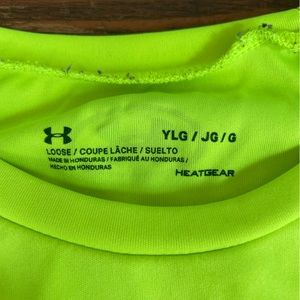 YLG / JG / G
LOOSE / COUPE LÂCHE / SUELTO
MADE IN HONDURAS / FABRIQUÉ AU HONDURAS /
HECHO EN HONDURAS
HEATGEAR